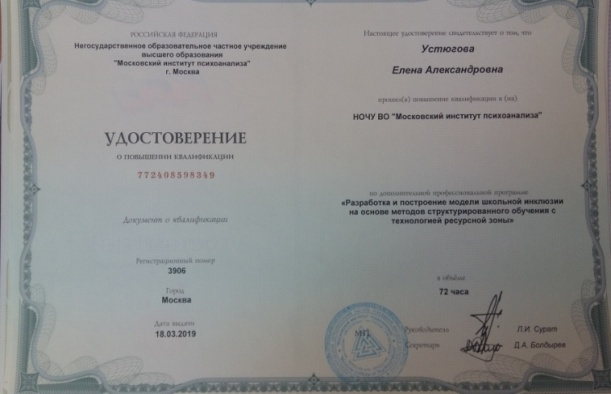 РОССИЙСКАЯ ФЕДЕРАЦИЯ
Негосударственное образовательное частное учреждение
высшего образования
"Московский институт психоанализа"
г. Москва
УДОСТОВЕРЕНИЕ
О ПОВЫШЕНИИ КВАЛИФИКАЦИИ
772408598349
Документ о квалификации
Регистрационный номер
3906
Город
Москва
Дата выдачи
18.03.2019
Настоящее удостоверение свидетельствует о том, что
Устюгова
Елена Александровна
прошел(а) повышение квалификации в (на)
НОЧУ ВО "Московский институт психоанализа"
по дополнительной профессиональной программе
«Разработка и построение модели школьной инклюзии
на основе методов структурированного обучения с
технологией ресурсной зоны»
в объёме
72 часа
Руководитель
Л.И. Сурат
Секретарь
Д.А. Болбырев